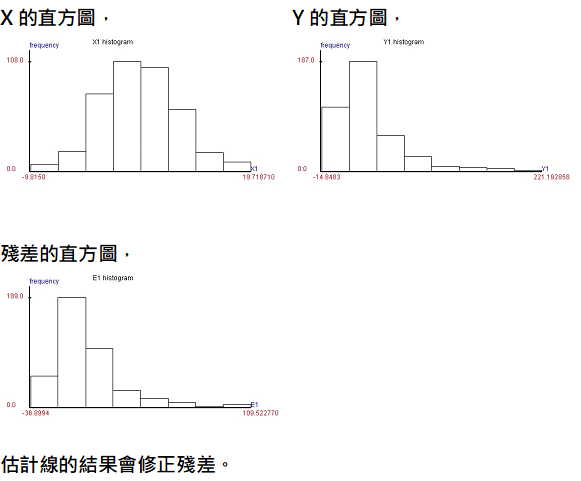 X 的直方圖，
Y 的直方圖，
frequency
X1 histogram
108.0
0.0
X1
-9.8150
19.718710
frequency
Y1 histogram
187.0
0.0
Y1
-14.8483
221.192858
殘差的直方圖，
frequency
E1 histogram
189.0
0.0
E1
-36.8994
109.522770
估計線的結果會修正殘差。